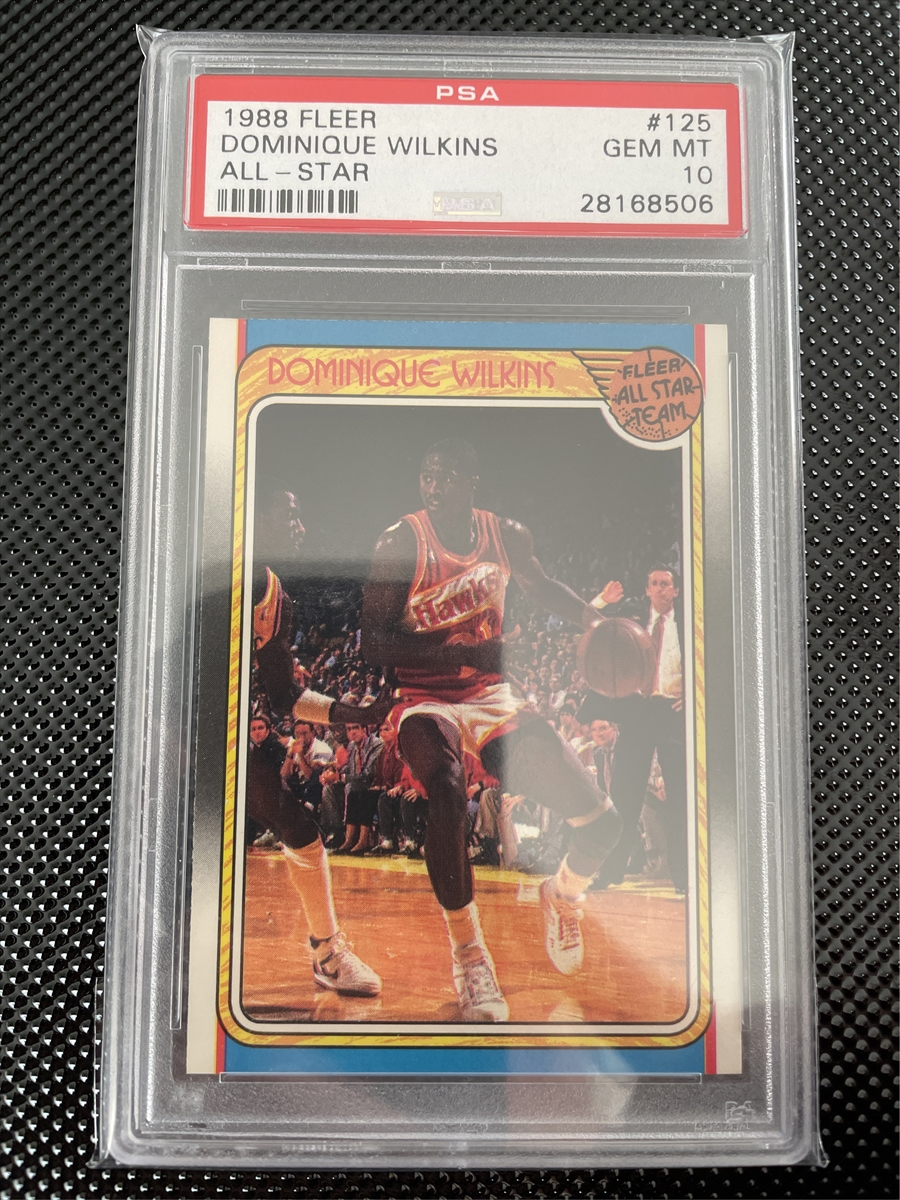 PSA
1988 FLEER #125
DOMINIQUE WILKINS GEM MT
ALL-STAR 10
28168506
DOMINIQUE WILKINS
FLEER
ALL STAR
TEAM
Hawks